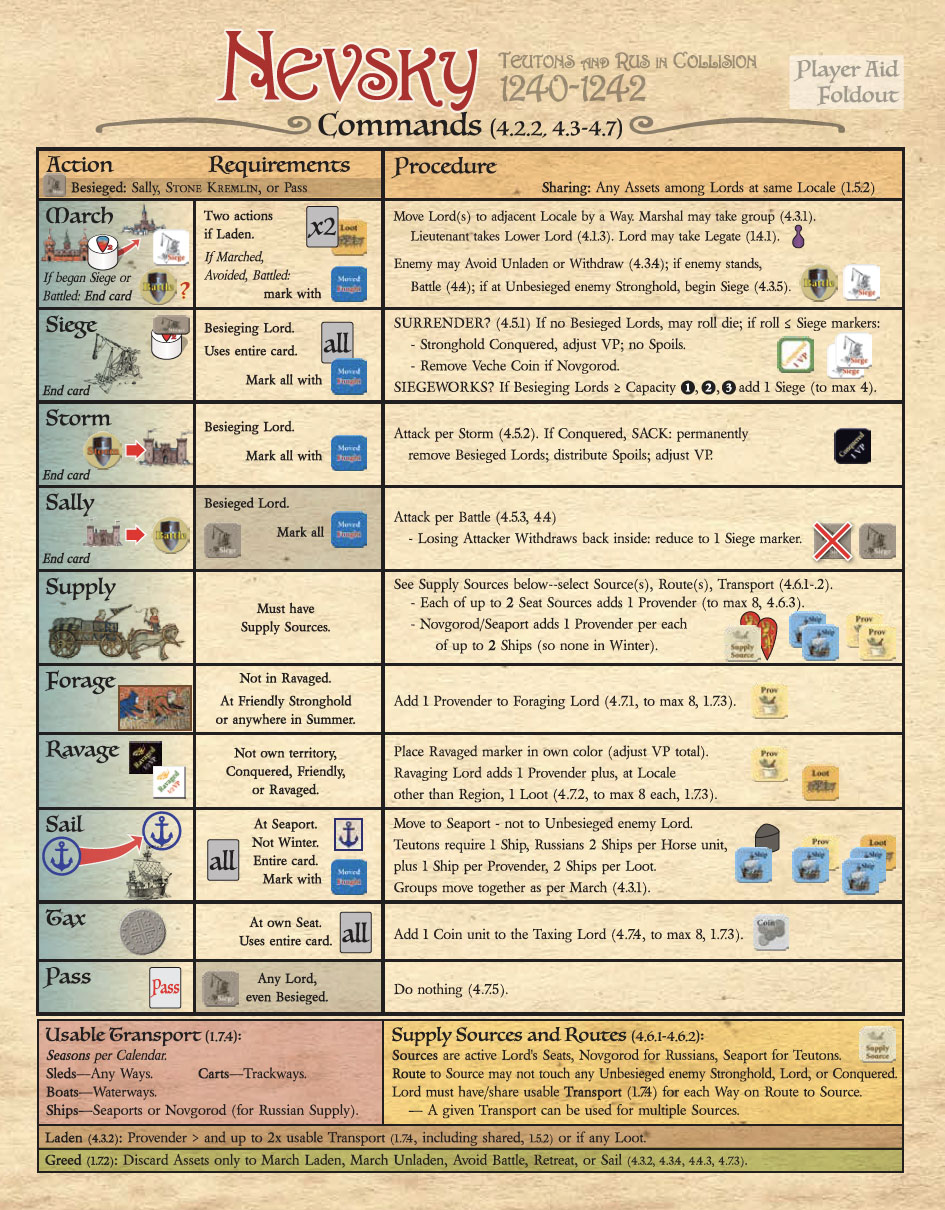 Nevsky
Teutons and Rus in Collision
1240-1242
Player Aid
Foldout
Commands (4.2.2, 4.3-4.7)
Action
Requirements
Besieged: Sally, Stone Kremlin, or Pass
Procedure
Sharing: Any Assets among Lords at same Locale (1.5.2)
March
Siege
If began Siege or
Battled: End card
Battle ?
Two actions
if Laden.
x2
Loot
If Marched,
Avoided, Battled:
mark with
Moved
Fought
Move Lord(s) to adjacent Locale by a Way. Marshal may take group (4.3.1).
Lieutenant takes Lower Lord (4.1.3). Lord may take Legate (1.4.1).
Enemy may Avoid Unladen or Withdraw (4.3.4); if enemy stands,
Battle (4.4); if at Unbesieged enemy Stronghold, begin Siege (4.3.5).
Battle
Siege
Siege
End card
Besieging Lord.
Uses entire card.
all
Mark all with
Moved
Fought
SURRENDER? (4.5.1) If no Besieged Lords, may roll die; if roll ≤ Siege markers:
- Stronghold Conquered, adjust VP; no Spoils.
- Remove Veche Coin if Novgorod.
1 VP
Siege
Siege
SIEGEWORKS? If Besieging Lords ≥ Capacity ❶, ❷, ❸ add 1 Siege (to max 4).
Storm
Storm
End card
Besieging Lord.
Mark all with
Moved
Fought
Attack per Storm (4.5.2). If Conquered, SACK: permanently
remove Besieged Lords; distribute Spoils; adjust VP.
Conquered
1 VP
Sally
Battle
End card
Besieged Lord.
Siege
Mark all
Moved
Fought
Attack per Battle (4.5.3, 4.4)
- Losing Attacker Withdraws back inside: reduce to 1 Siege marker.
Siege
Supply
Must have
Supply Sources.
See Supply Sources below--select Source(s), Route(s), Transport (4.6.1-.2).
- Each of up to 2 Seat Sources adds 1 Provender (to max 8, 4.6.3).
- Novgorod/Seaport adds 1 Provender per each
of up to 2 Ships (so none in Winter).
Supply
Source
Ship
Ship
Prov
Prov
Forage
Not in Ravaged.
At Friendly Stronghold
or anywhere in Summer.
Add 1 Provender to Foraging Lord (4.7.1, to max 8, 1.7.3).
Prov
Ravage
Ravaged
½VP
Ravaged
½VP
Not own territory,
Conquered, Friendly,
or Ravaged.
Place Ravaged marker in own color (adjust VP total).
Ravaging Lord adds 1 Provender plus, at Locale
other than Region, 1 Loot (4.7.2, to max 8 each, 1.7.3).
Prov
Loot
Sail
all
At Seaport.
Not Winter.
Entire card.
Mark with
Moved
Fought
Move to Seaport - not to Unbesieged enemy Lord.
Teutons require 1 Ship, Russians 2 Ships per Horse unit,
plus 1 Ship per Provender, 2 Ships per Loot.
Groups move together as per March (4.3.1).
Ship
Prov
Ship
Loot
Ship
Ship
Tax
At own Seat.
Uses entire card.
all
Add 1 Coin unit to the Taxing Lord (4.7.4, to max 8, 1.7.3).
Coin
Pass
Pass
Siege
Any Lord,
even Besieged.
Do nothing (4.7.5).
Usable Transport (1.7.4):
Seasons per Calendar.
Sleds—Any Ways. Carts—Trackways.
Boats—Waterways.
Ships—Seaports or Novgorod (for Russian Supply).
Supply Sources and Routes (4.6.1-4.6.2):
Supply
Source
Sources are active Lord's Seats, Novgorod for Russians, Seaport for Teutons.
Route to Source may not touch any Unbesieged enemy Stronghold, Lord, or Conquered.
Lord must have/share usable Transport (1.7.4) for each Way on Route to Source.
— A given Transport can be used for multiple Sources.
Laden (4.3.2): Provender > and up to 2x usable Transport (1.7.4, including shared, 1.5.2) or if any Loot.
Greed (1.7.2): Discard Assets only to March Laden, March Unladen, Avoid Battle, Retreat, or Sail (4.3.2, 4.3.4, 4.4.3, 4.7.3).